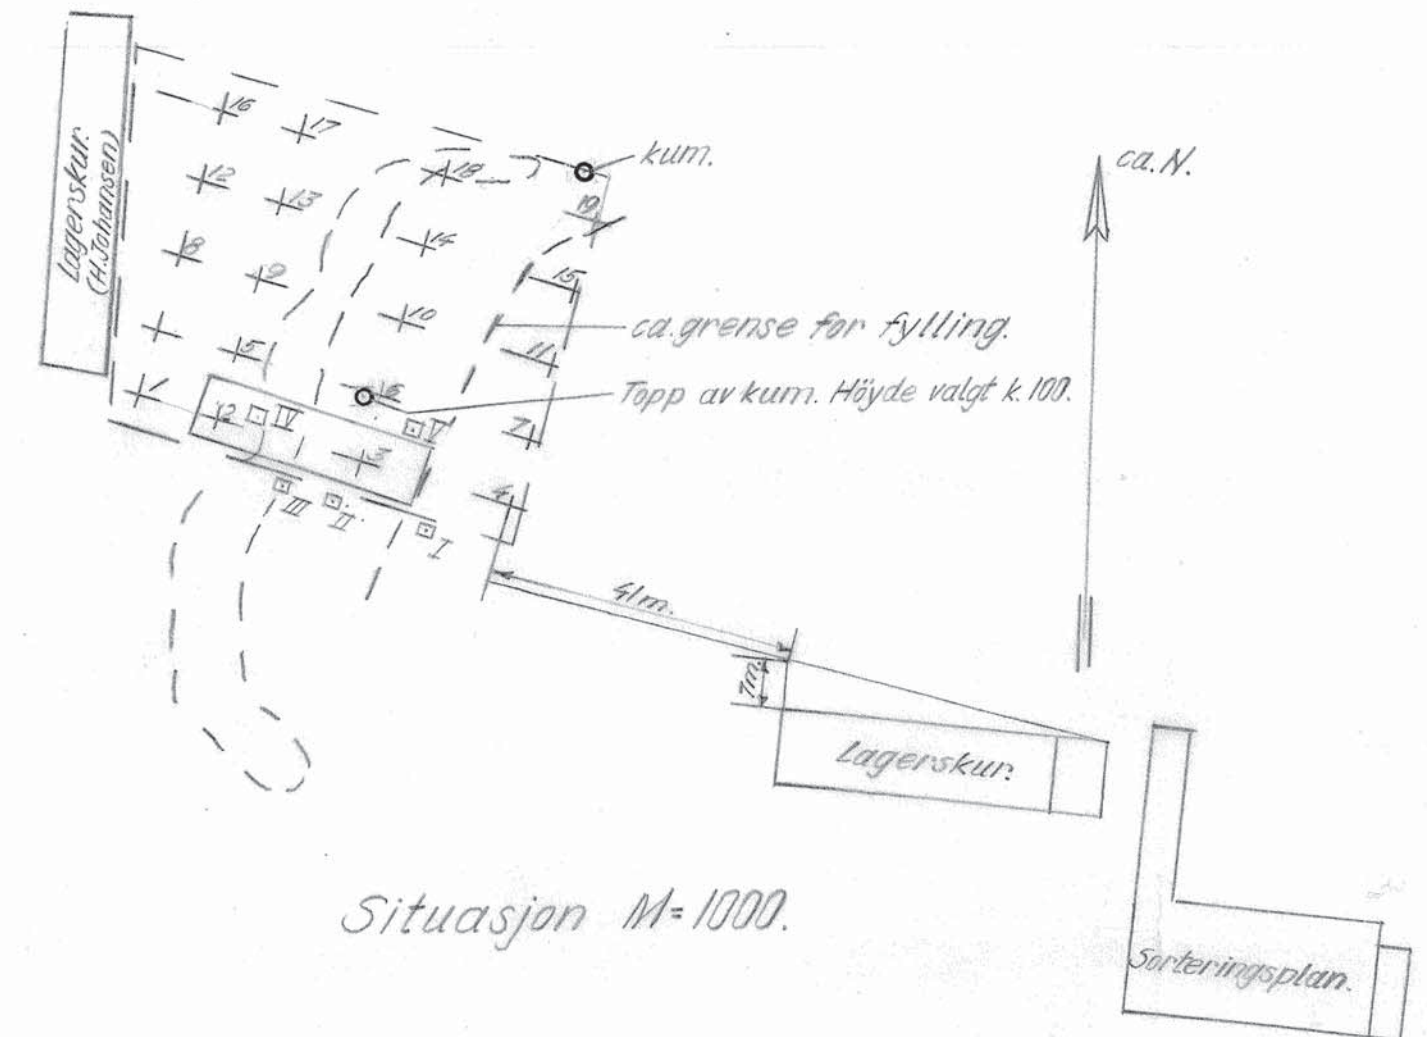 Lagerskur.
(H.Johansen)
16
17
18
kum.
ca.N.
12
13
19
14
8
9
15
10
ca.grense for fylling.
5
11
1
6
Topp av kum. Höyde valgt k.100.
2
IV
V
7
3
4
III
II
I
41m.
7m.
Lagerskur.
Situasjon M=1000.
Sorteringsplan.